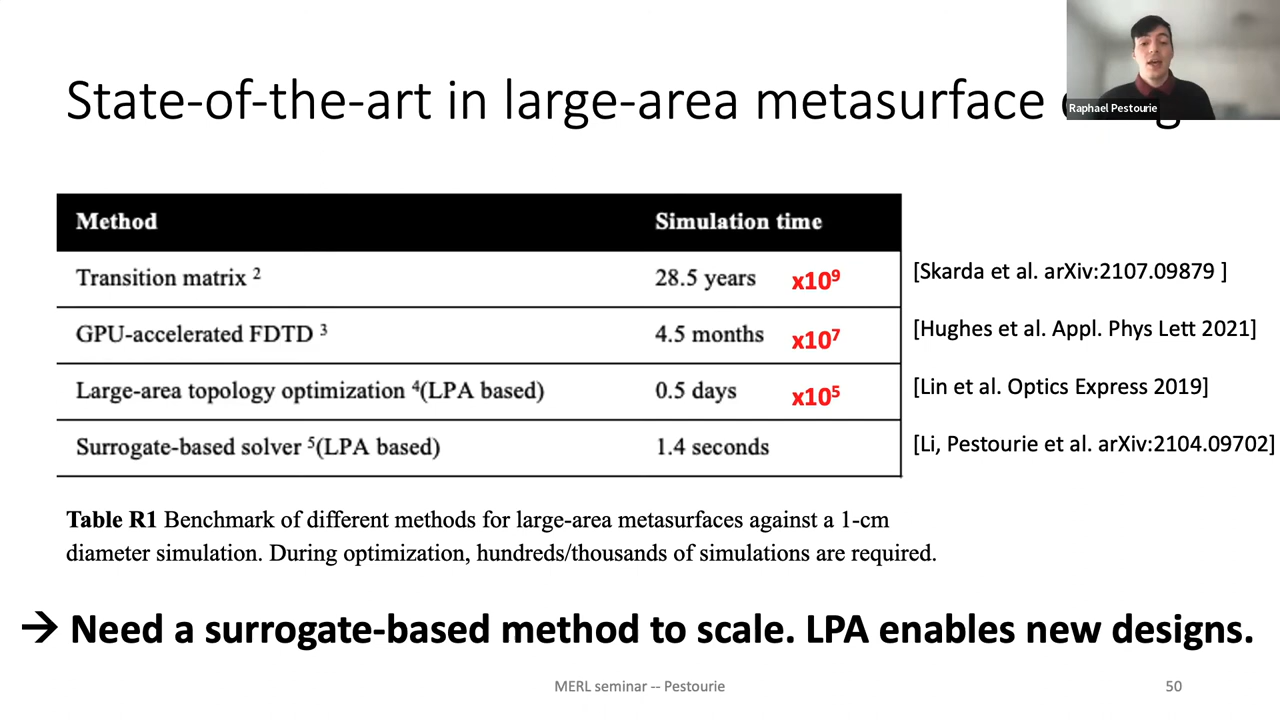 State-of-the-art in large-area metasurface
Raphael Pestourie
Method Simulation time
Transition matrix ² 28.5 years x10⁹ [Skarda et al. arXiv:2107.09879 ]
GPU-accelerated FDTD ³ 4.5 months x10⁷ [Hughes et al. Appl. Phys Lett 2021]
Large-area topology optimization ⁴(LPA based) 0.5 days x10⁵ [Lin et al. Optics Express 2019]
Surrogate-based solver ⁵(LPA based) 1.4 seconds [Li, Pestourie et al. arXiv:2104.09702]
Table R1 Benchmark of different methods for large-area metasurfaces against a 1-cm
diameter simulation. During optimization, hundreds/thousands of simulations are required.
→ Need a surrogate-based method to scale. LPA enables new designs.
MERL seminar -- Pestourie 50